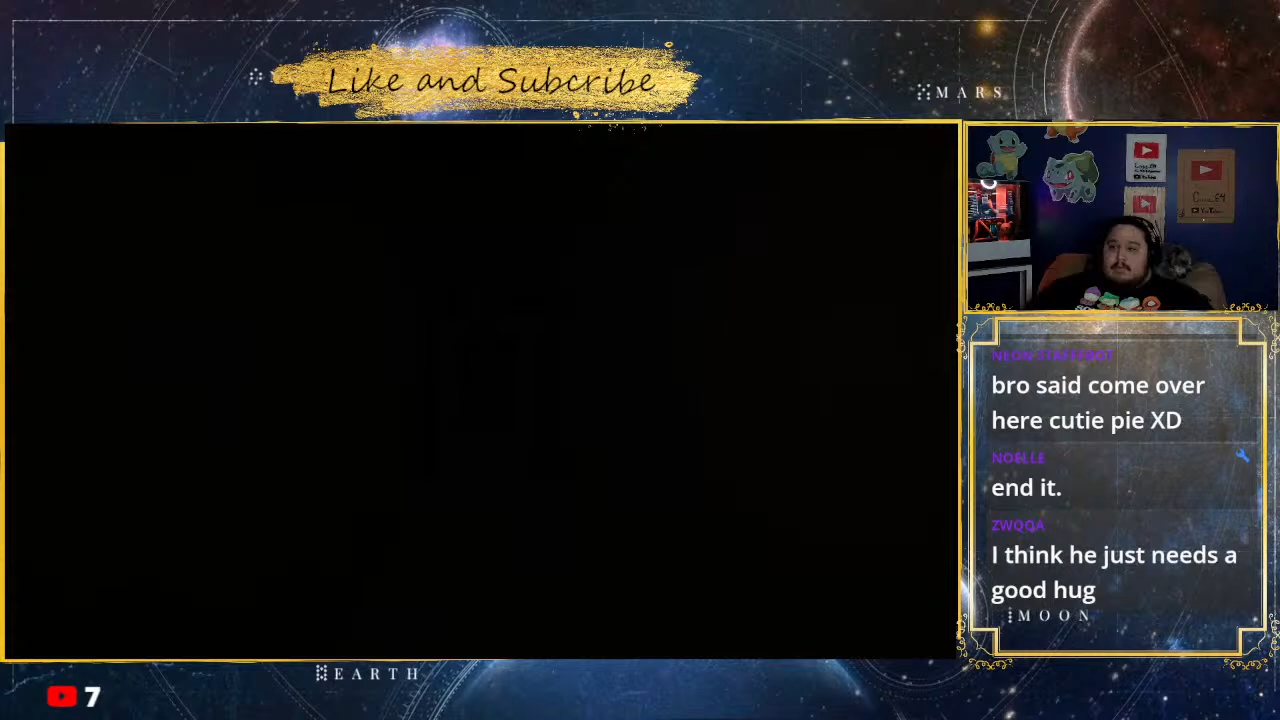 Like and Subcribe
MARS
NEON STAFFBOT
bro said come over
here cutie pie XD
NOELLE
end it.
ZWQQA
I think he just needs a
good hug
MOON
EARTH
7